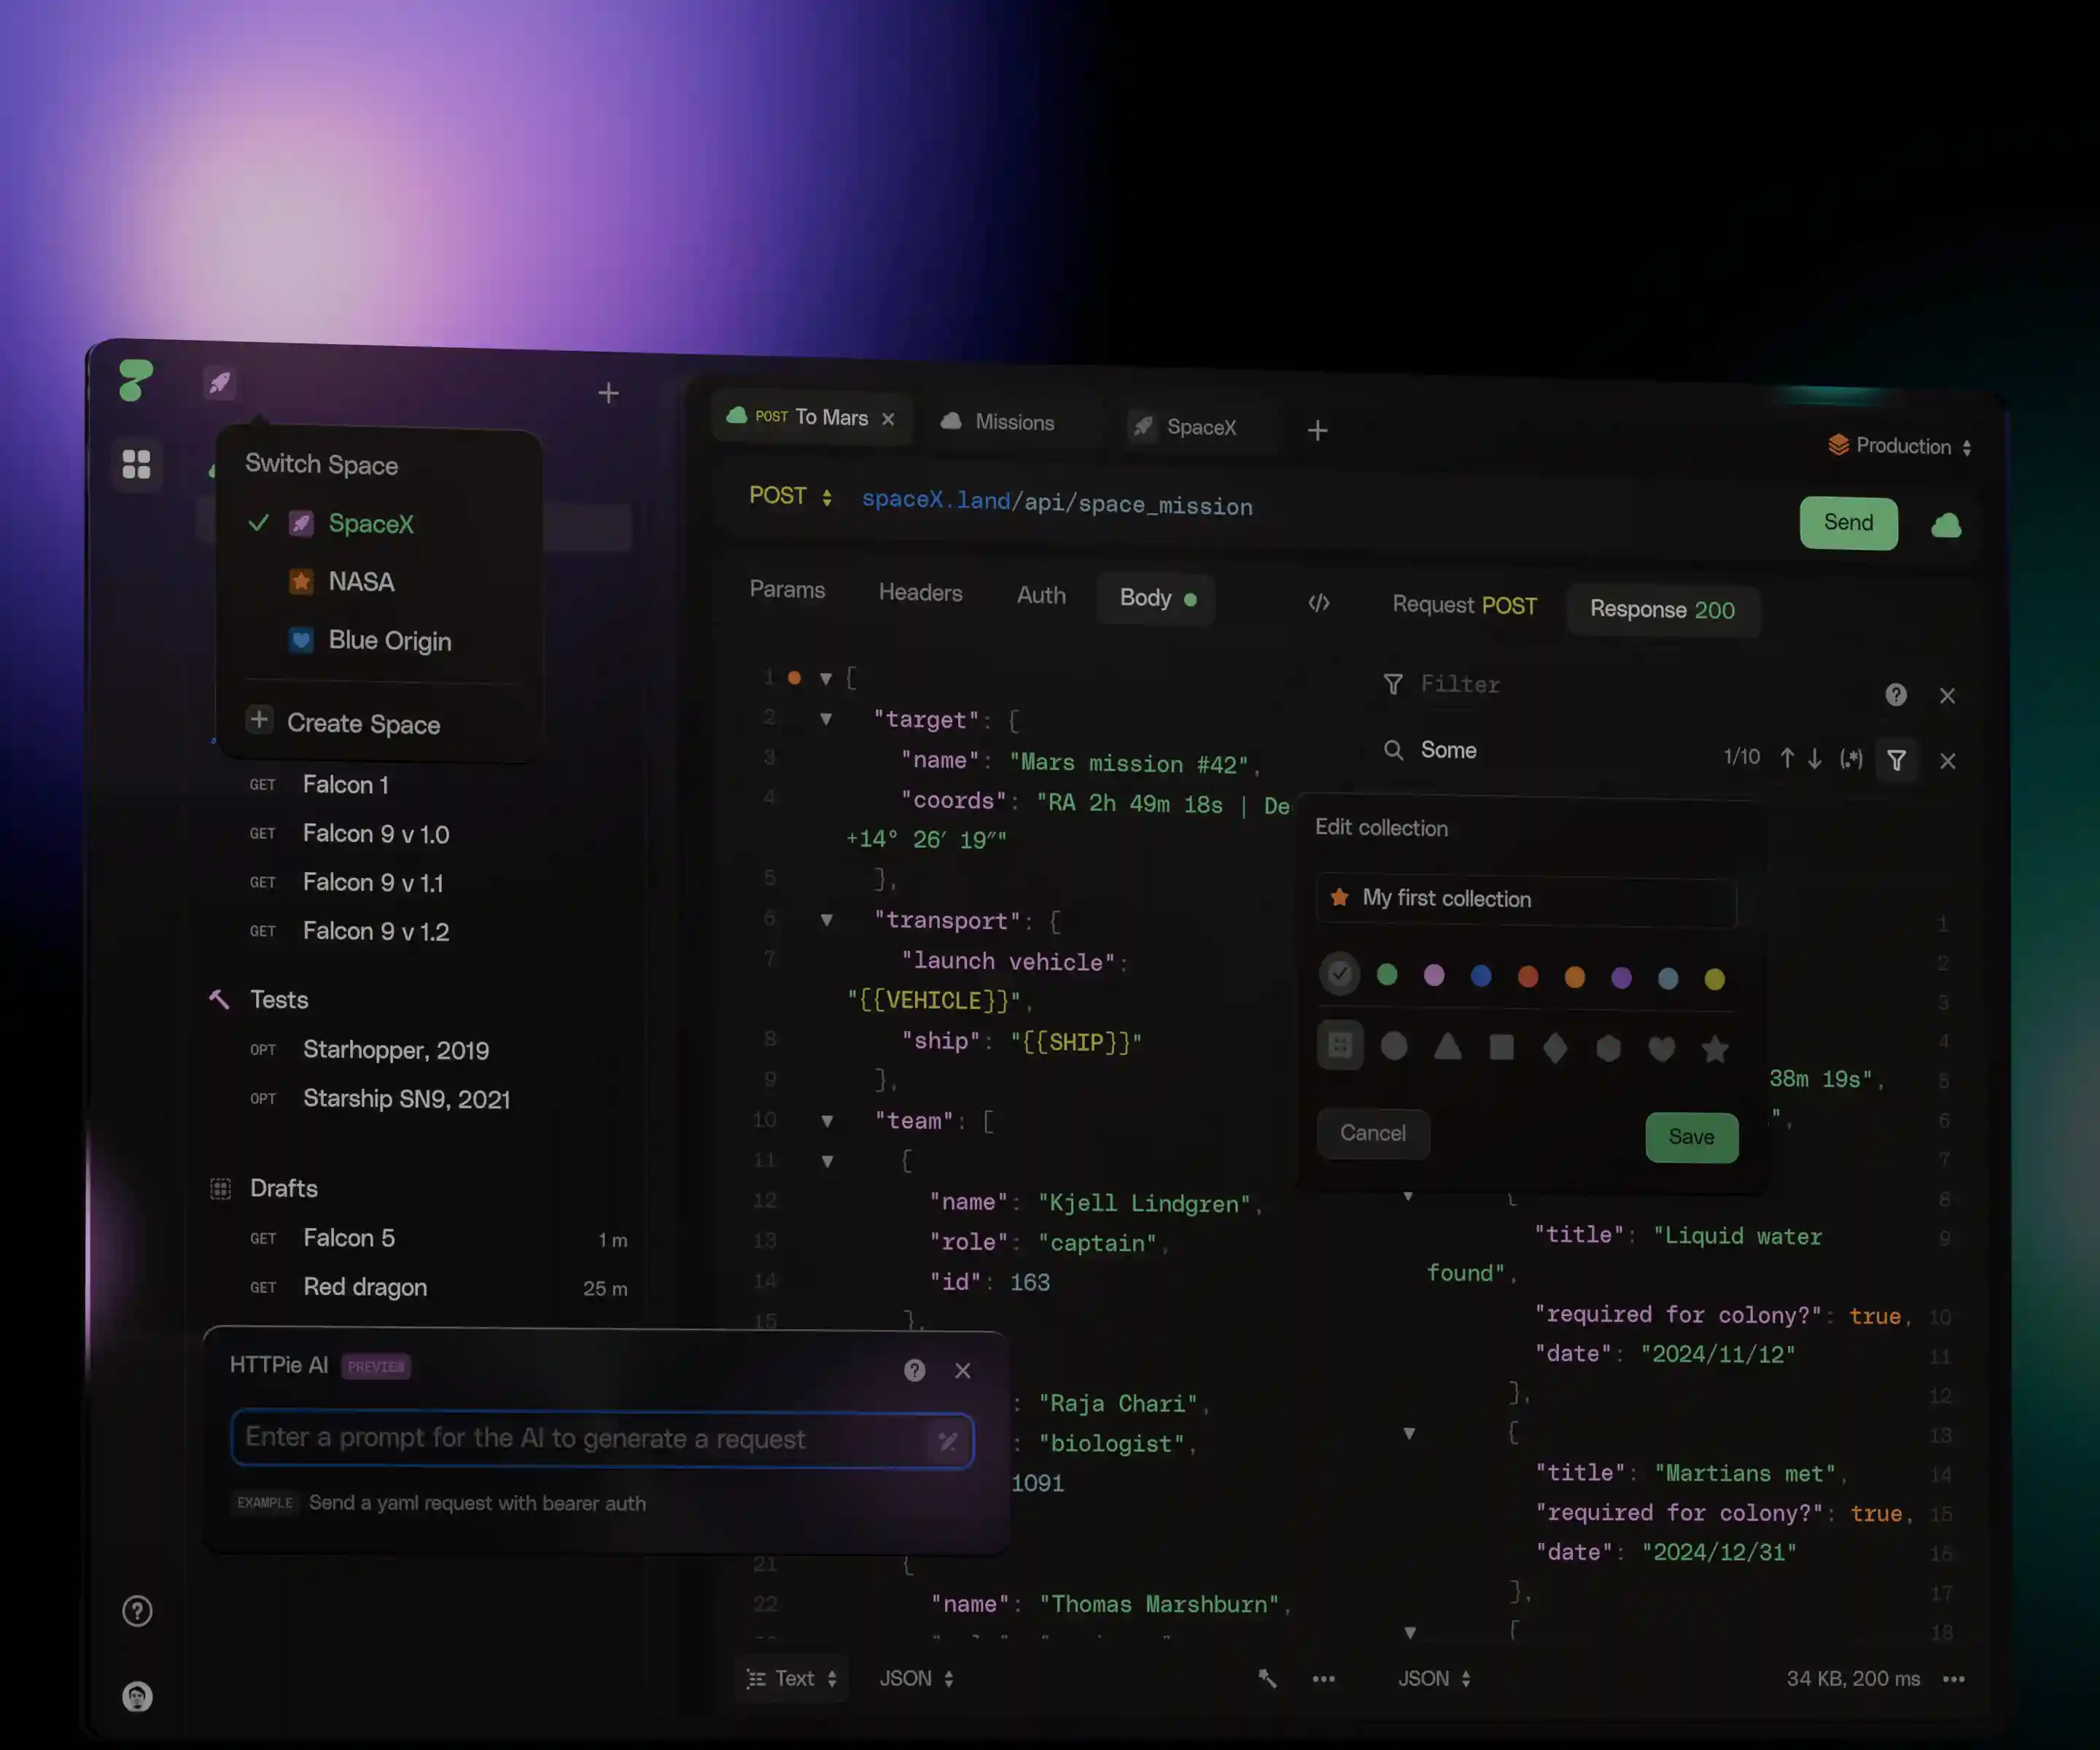 Switch Space
SpaceX
NASA
Blue Origin
Create Space
GET Falcon 1
GET Falcon 9 v 1.0
GET Falcon 9 v 1.1
GET Falcon 9 v 1.2
Tests
OPT Starhopper, 2019
OPT Starship SN9, 2021
Drafts
GET Falcon 5 1 m
GET Red dragon 25 m
HTTPie AI PREVIEW
Enter a prompt for the AI to generate a request
EXAMPLE Send a yaml request with bearer auth
POST To Mars
Missions
SpaceX
Production
POST spaceX.land/api/space_mission
Send
Params Headers Auth Body
1 {
2 "target": {
3 "name": "Mars mission #42",
4 "coords": "RA 2h 49m 18s | De
+14° 26′ 19″"
5 },
6 "transport": {
7 "launch vehicle":
"{{VEHICLE}}",
8 "ship": "{{SHIP}}"
9 },
10 "team": [
11 {
12 "name": "Kjell Lindgren",
13 "role": "captain",
14 "id": 163
15 },
: "Raja Chari",
: "biologist",
1091
21 {
22 "name": "Thomas Marshburn",
Text JSON
Request POST Response 200
Filter
Some 1/10 (.*)
Edit collection
My first collection
Cancel Save
1
2
3
4
38m 19s", 5
", 6
7
{ 8
"title": "Liquid water 9
found",
"required for colony?": true, 10
"date": "2024/11/12" 11
}, 12
{ 13
"title": "Martians met", 14
"required for colony?": true, 15
"date": "2024/12/31" 16
}, 17
{ 18
JSON 34 KB, 200 ms